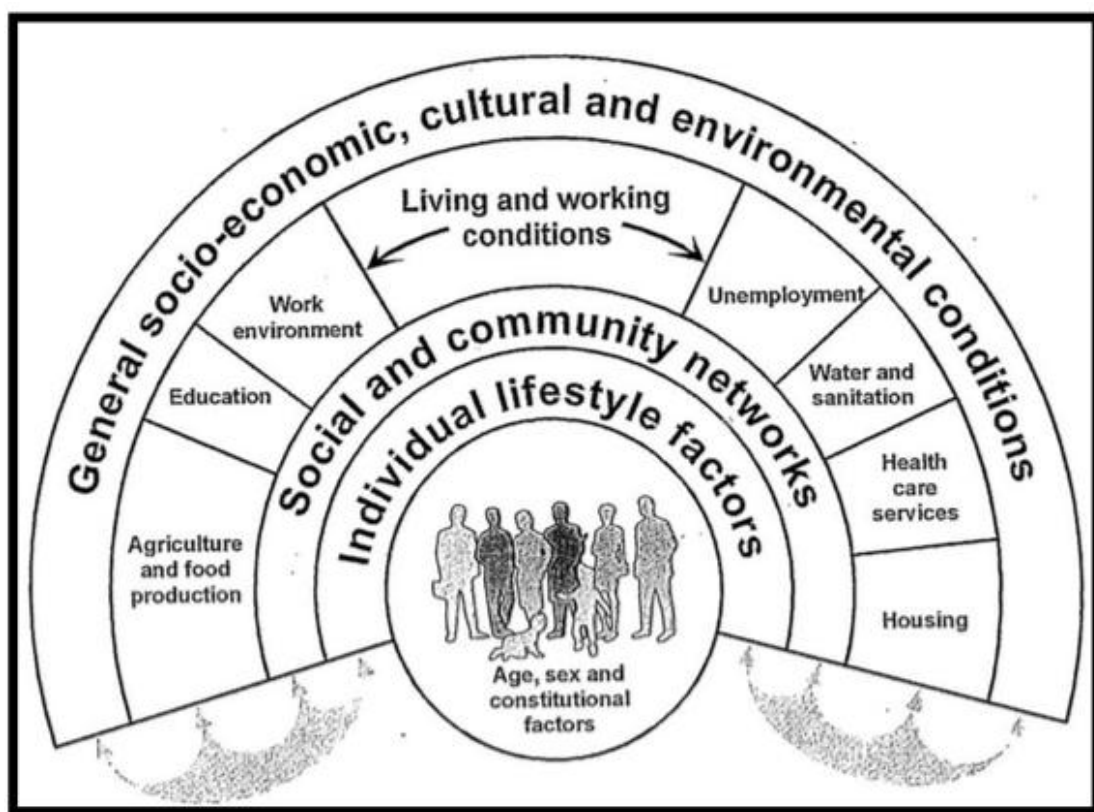 General socio-economic, cultural and environmental conditions
Living and working
conditions
Work
environment
Education
Agriculture
and food
production
Unemployment
Water and
sanitation
Health
care
services
Housing
Social and community networks
Individual lifestyle factors
Age, sex and
constitutional
factors